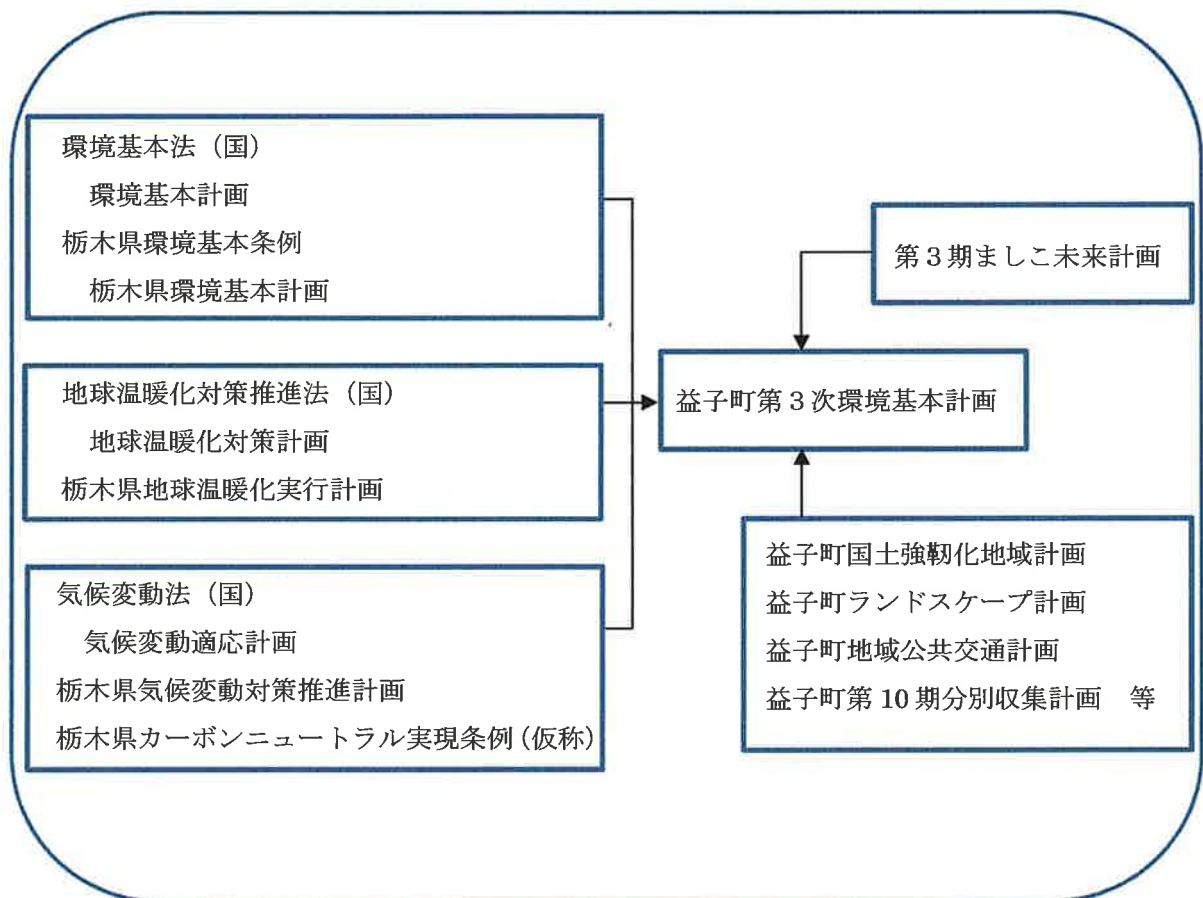 環境基本法（国）
環境基本計画
栃木県環境基本条例
栃木県環境基本計画
地球温暖化対策推進法（国）
地球温暖化対策計画
栃木県地球温暖化実行計画
気候変動法（国）
気候変動適応計画
栃木県気候変動対策推進計画
栃木県カーボンニュートラル実現条例（仮称）
第３期ましこ未来計画
益子町第３次環境基本計画
益子町国土強靱化地域計画
益子町ランドスケープ計画
益子町地域公共交通計画
益子町第 10 期分別収集計画　等